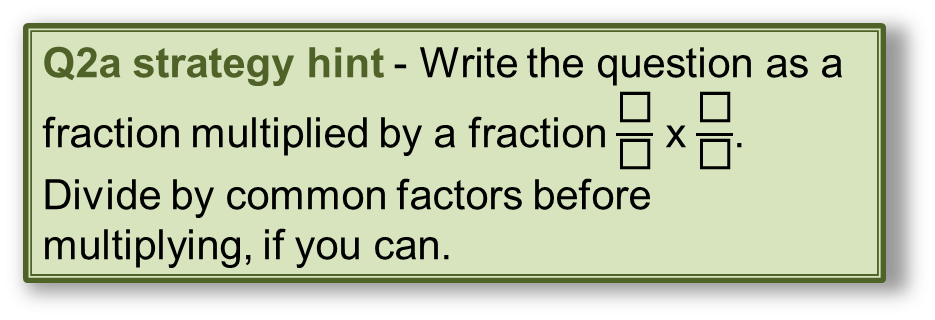 Q2a strategy hint - Write the question as a
fraction multiplied by a fraction □/□ x □/□.
Divide by common factors before
multiplying, if you can.